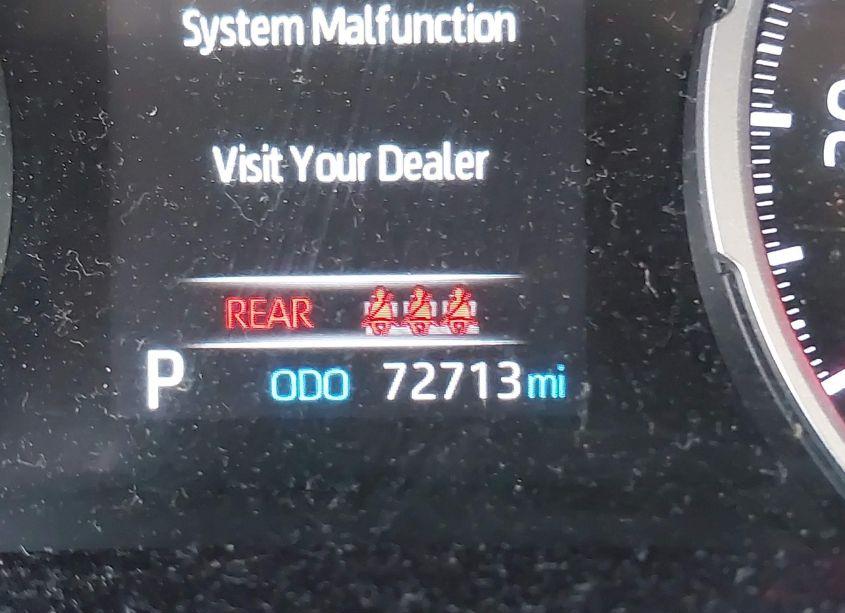 System Malfunction
Visit Your Dealer
REAR
P ODO 72713 mi